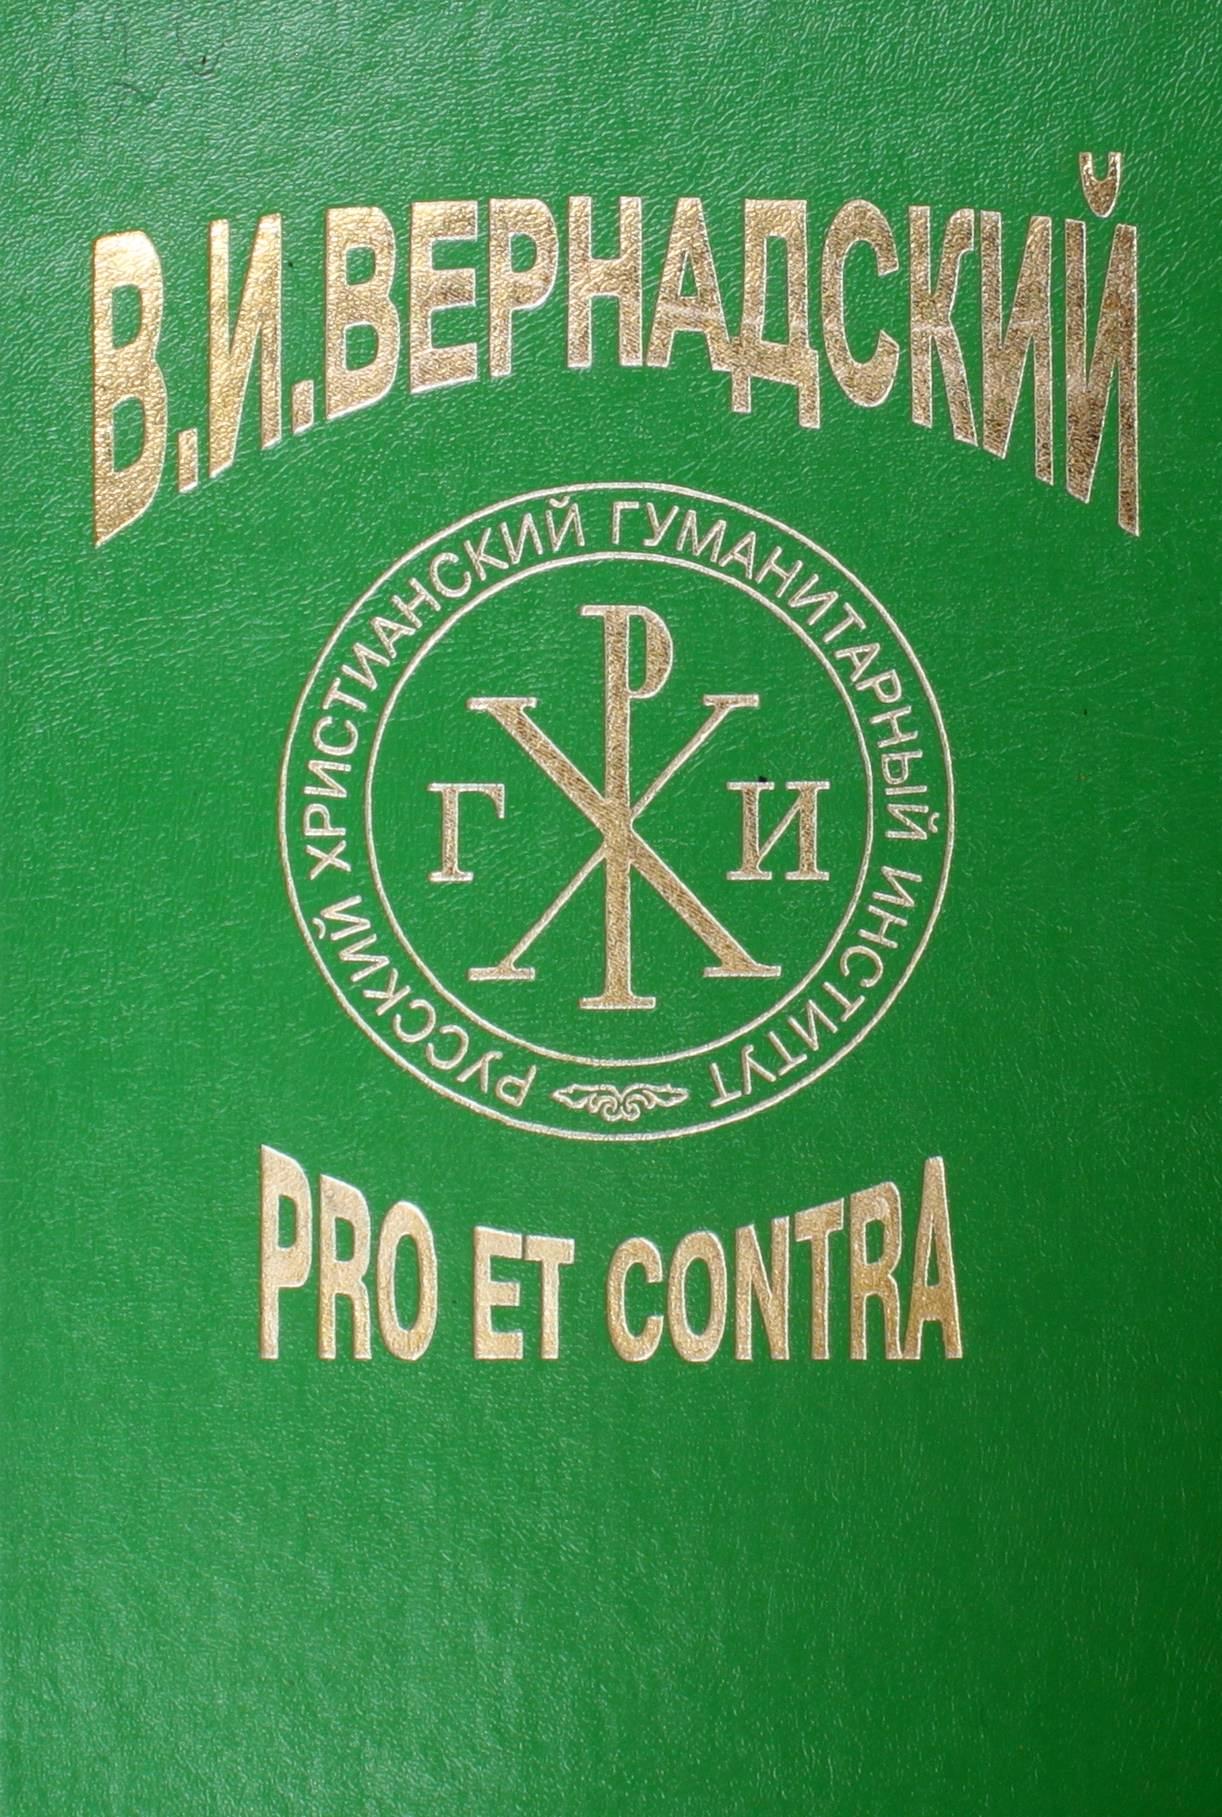 В.И.ВЕРНАДСКИЙ
РУССКИЙ ХРИСТИАНСКИЙ ГУМАНИТАРНЫЙ ИНСТИТУТ
Р
Г Х И
PRO ET CONTRA